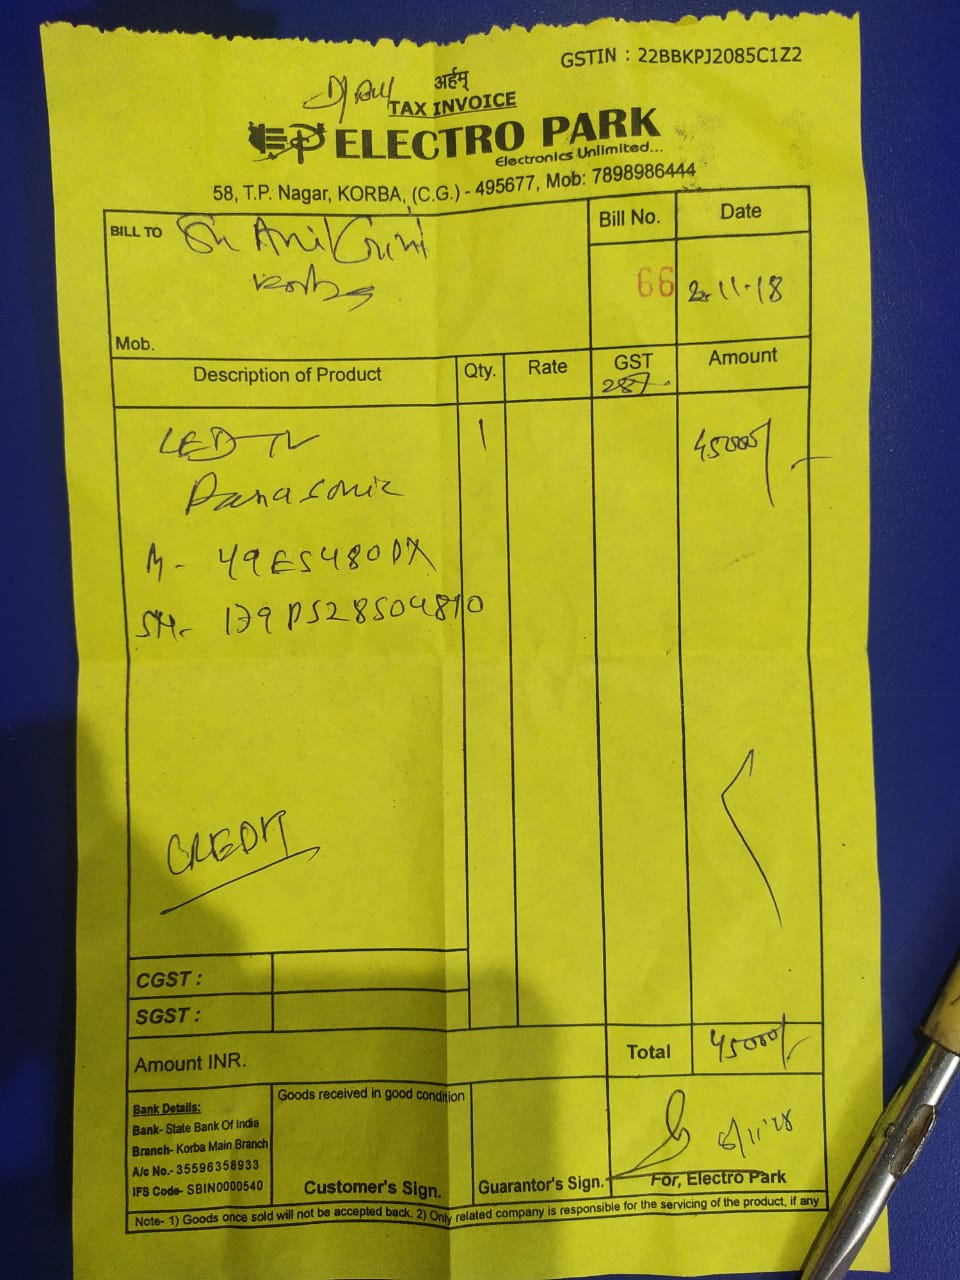 GSTIN : 22BBKPJ2085C1Z2
अर्हम्
TAX INVOICE
EP ELECTRO PARK
Electronics Unlimited...
58, T.P. Nagar, KORBA, (C.G.) - 495677, Mob: 7898986444
BILL TO
Korba
Mob.
Bill No. Date
66 2.11.18
Description of Product Qty. Rate GST Amount
28%.
LED TV 1 45000/-
Panasonic
M- 49ES480DX
CREDIT
CGST :
SGST :
Amount INR. Total 45000/-
Bank Details:
Bank- State Bank Of India
Branch- Korba Main Branch
A/c No.- 35596358933
IFS Code- SBIN0000540
Goods received in good condition
Customer's Sign.
Guarantor's Sign.
For, Electro Park
Note- 1) Goods once sold will not be accepted back. 2) Only related company is responsible for the servicing of the product, if any